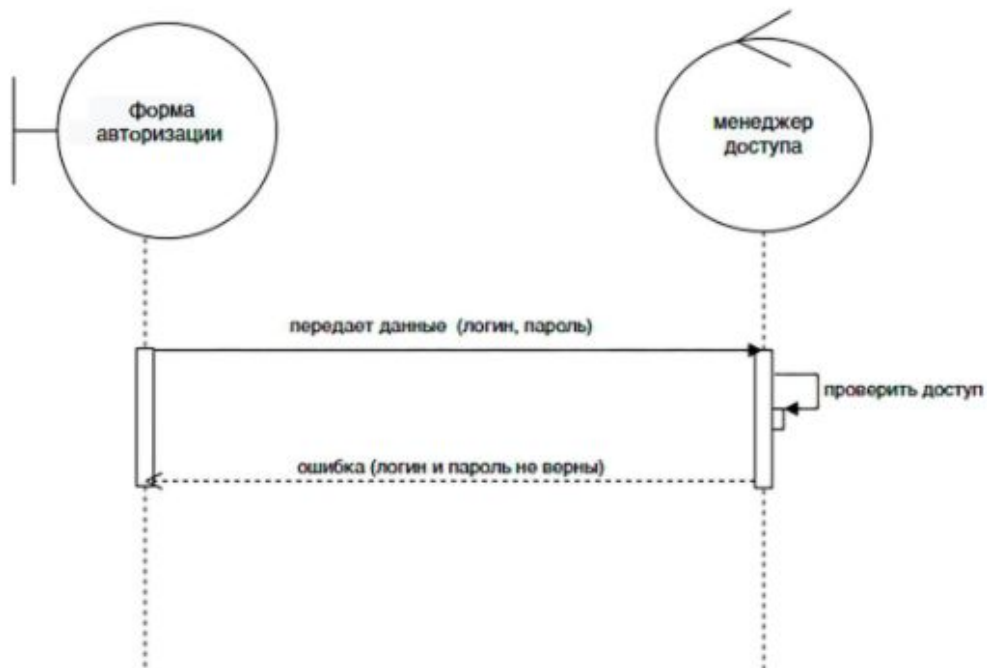 форма
авторизации
менеджер
доступа
передает данные (логин, пароль)
проверить доступ
ошибка (логин и пароль не верны)